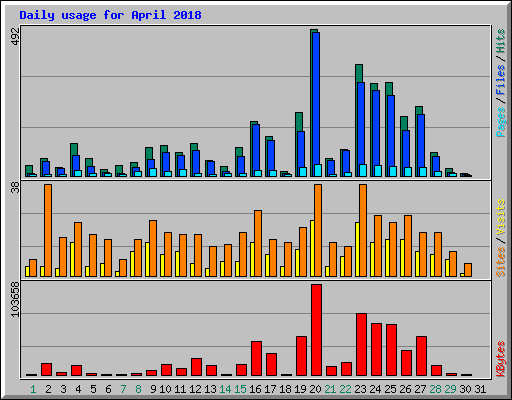 Daily usage for April 2018
492
Pages / Files / Hits
38
Sites / Visits
103658
KBytes
1 2 3 4 5 6 7 8 9 10 11 12 13 14 15 16 17 18 19 20 21 22 23 24 25 26 27 28 29 30 31